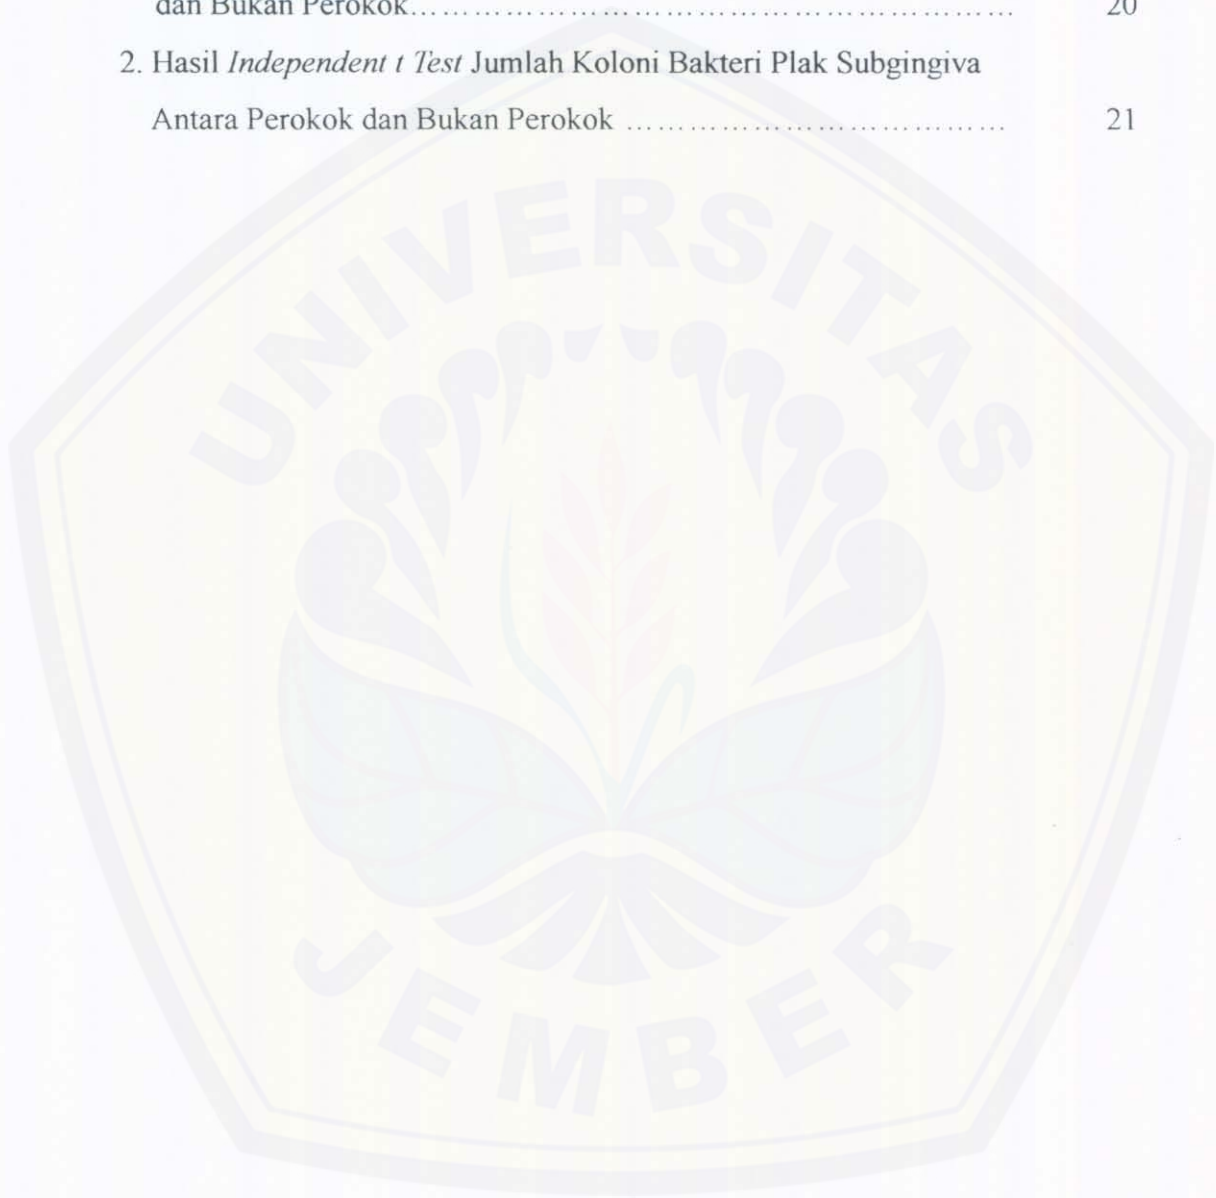 dan Bukan Perokok……………………………………………………………… 20
2. Hasil Independent t Test Jumlah Koloni Bakteri Plak Subgingiva
Antara Perokok dan Bukan Perokok ……………………………………… 21
UNIVERSITAS
JEMBER